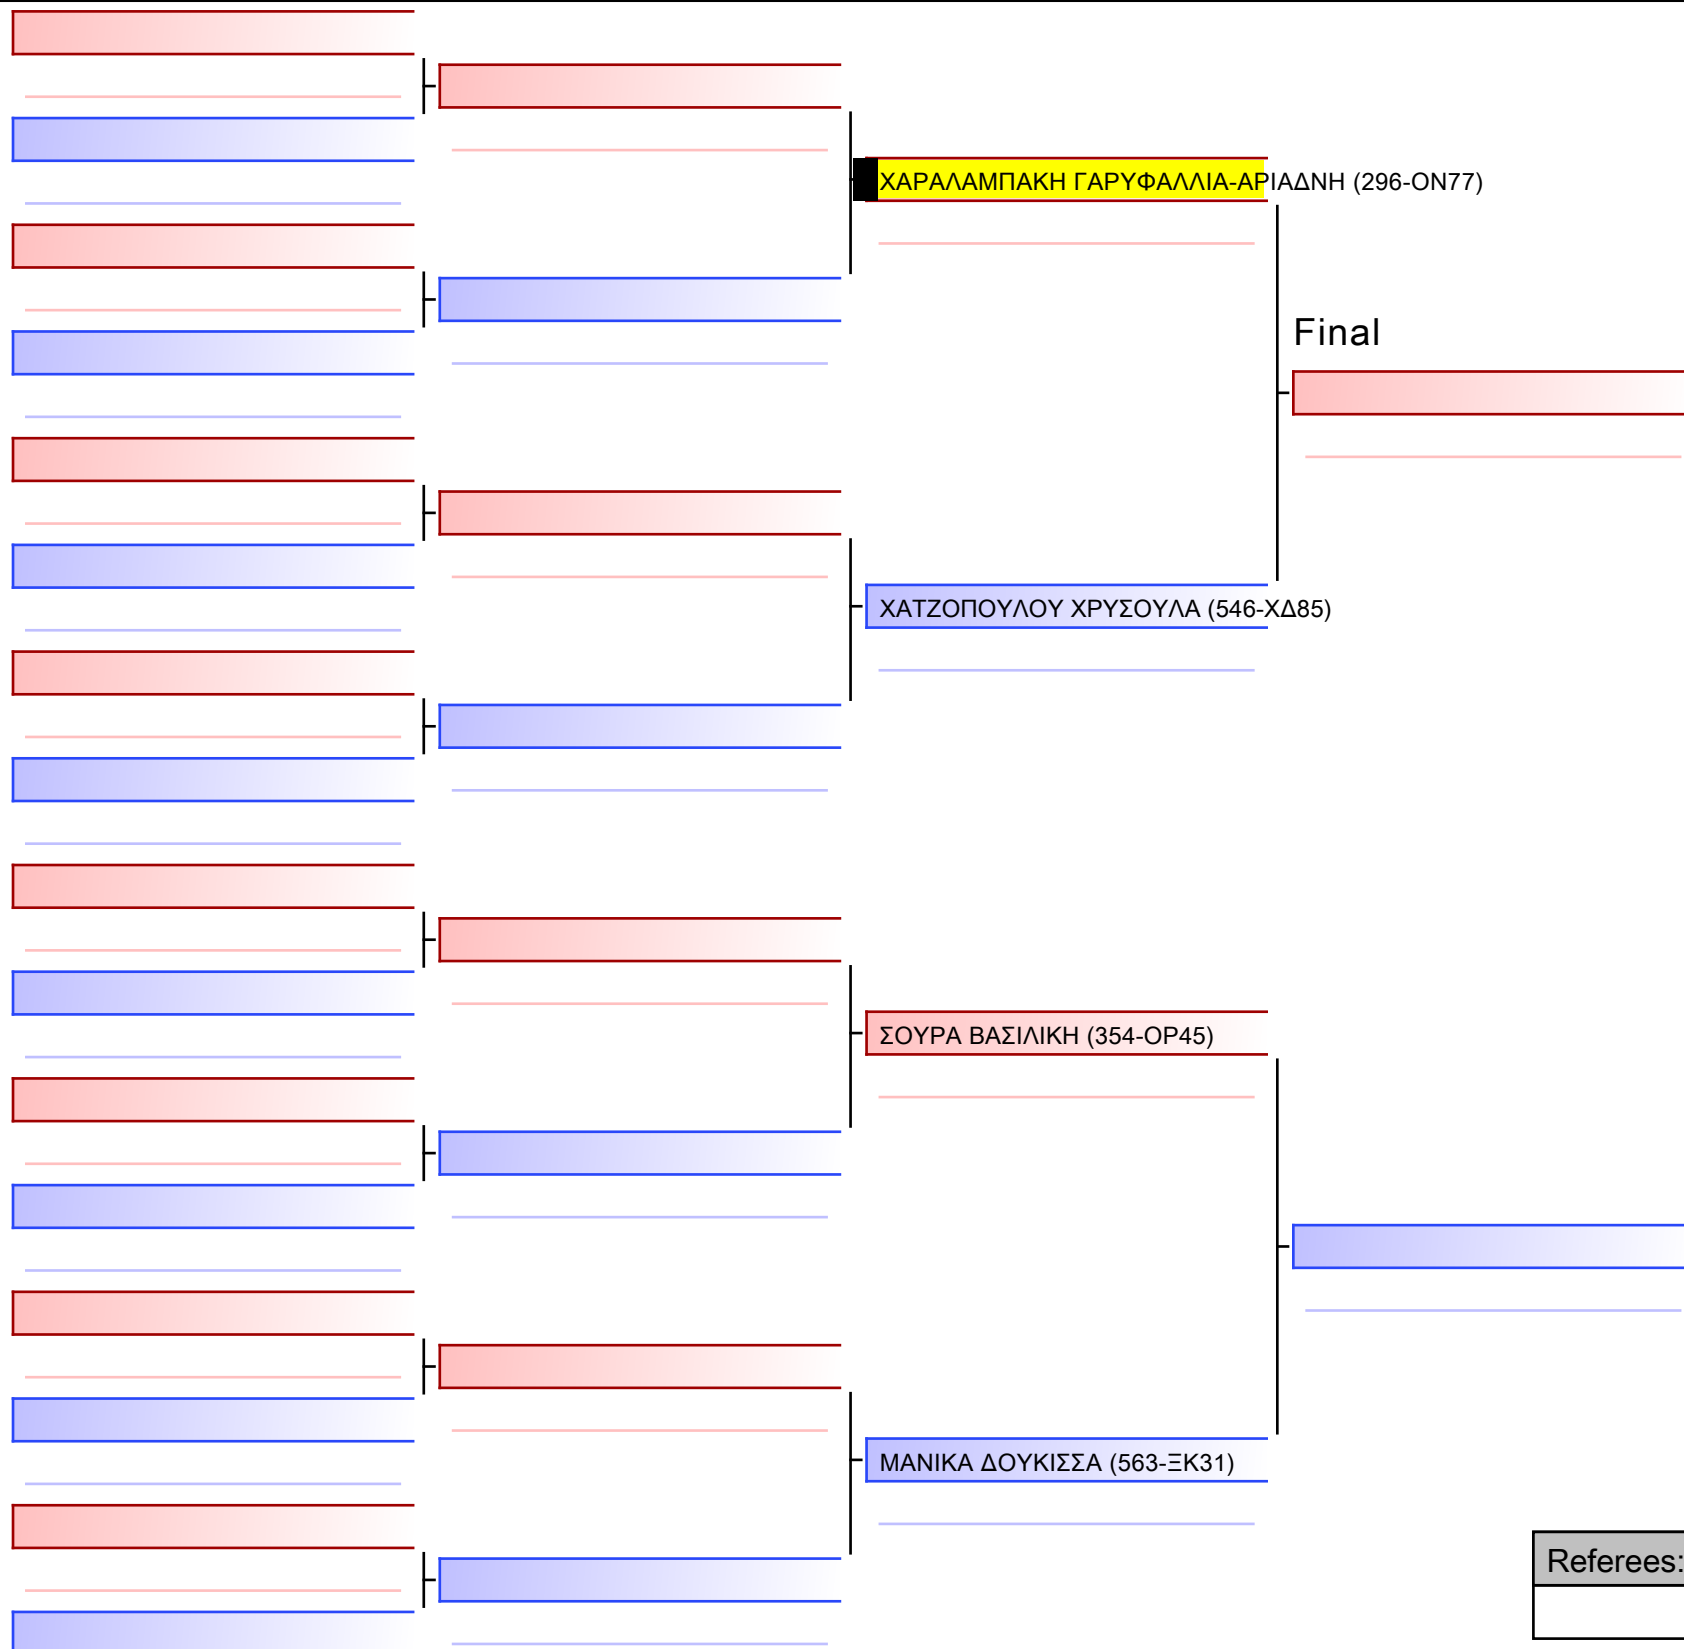 ΧΑΡΑΛΑΜΠΑΚΗ ΓΑΡΥΦΑΛΛΙΑ-ΑΡΙΑΔΝΗ (296-ΟΝ77)
Final
ΧΑΤΖΟΠΟΥΛΟΥ ΧΡΥΣΟΥΛΑ (546-ΧΔ85)
ΣΟΥΡΑ ΒΑΣΙΛΙΚΗ (354-ΟΡ45)
ΜΑΝΙΚΑ ΔΟΥΚΙΣΣΑ (563-ΞΚ31)
Referees: